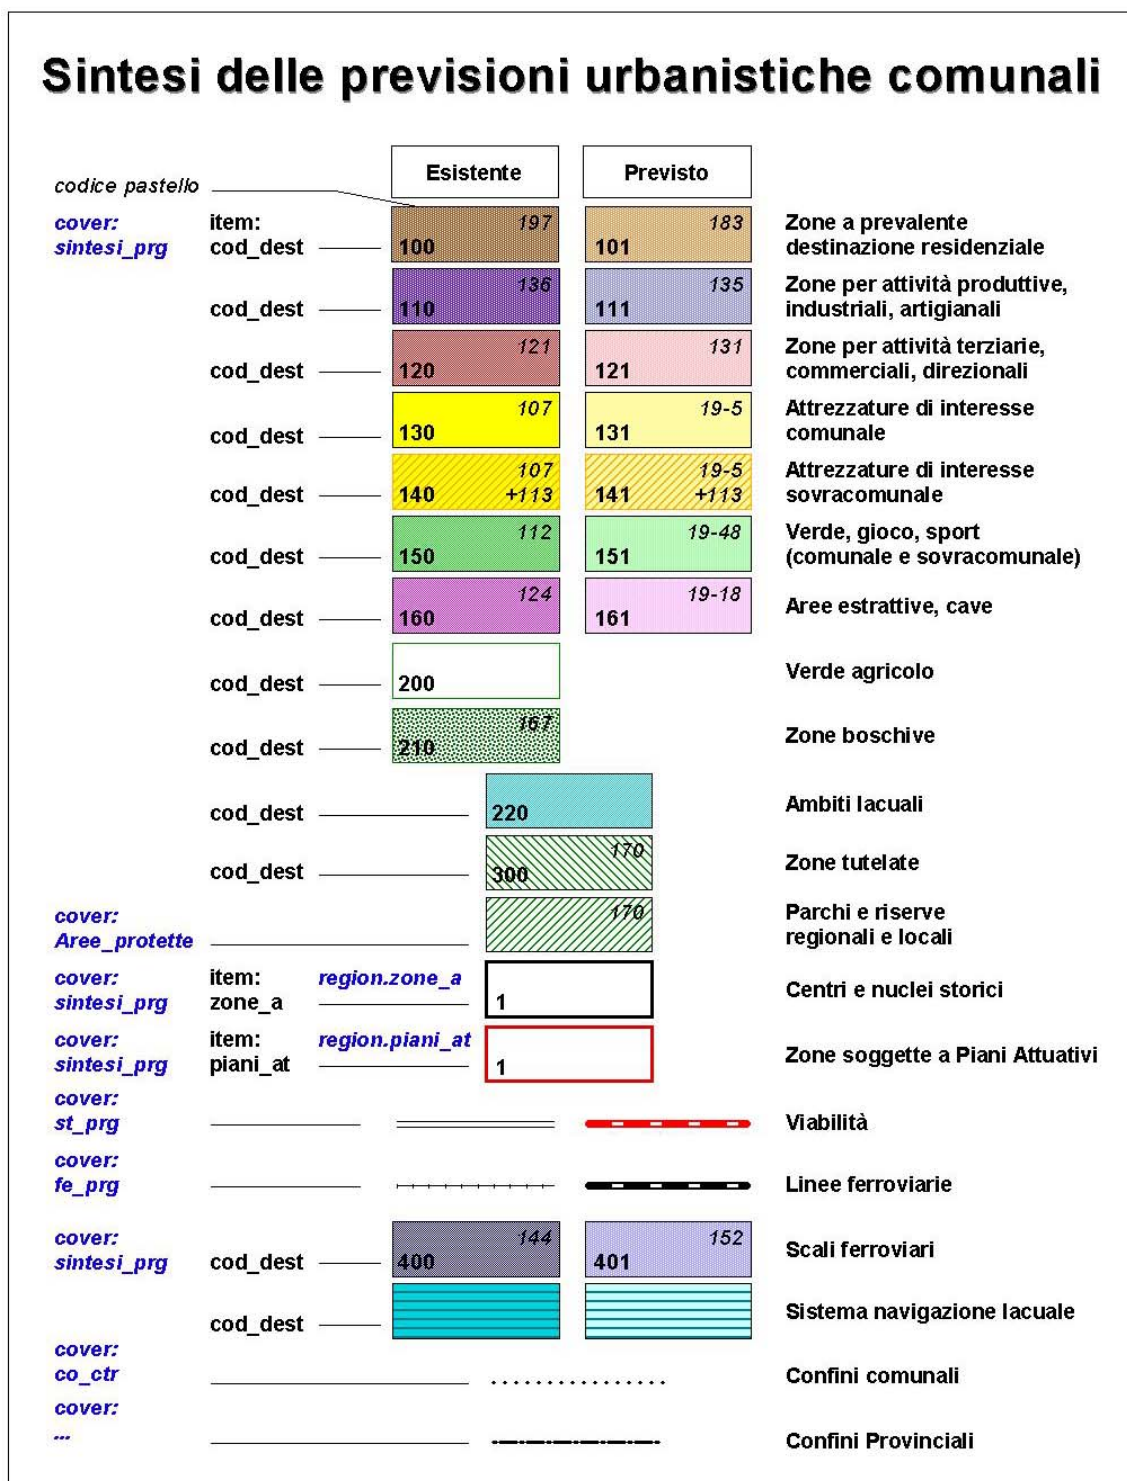 Sintesi delle previsioni urbanistiche comunali
Esistente Previsto
codice pastello
cover: item: 197 183 Zone a prevalente
sintesi_prg cod_dest 100 101 destinazione residenziale
136 135 Zone per attività produttive,
cod_dest 110 111 industriali, artigianali
121 131 Zone per attività terziarie,
cod_dest 120 121 commerciali, direzionali
107 19-5 Attrezzature di interesse
cod_dest 130 131 comunale
107 19-5 Attrezzature di interesse
cod_dest 140 +113 141 +113 sovracomunale
112 19-48 Verde, gioco, sport
cod_dest 150 151 (comunale e sovracomunale)
124 19-18 Aree estrattive, cave
cod_dest 160 161
Verde agricolo
cod_dest 200
167 Zone boschive
cod_dest 210
Ambiti lacuali
cod_dest 220
170 Zone tutelate
cod_dest 300
cover: 170 Parchi e riserve
Aree_protette regionali e locali
cover: item: region.zone_a Centri e nuclei storici
sintesi_prg zone_a 1
cover: item: region.piani_at Zone soggette a Piani Attuativi
sintesi_prg piani_at 1
cover:
st_prg Viabilità
cover:
fe_prg Linee ferroviarie
cover: 144 152 Scali ferroviari
sintesi_prg cod_dest 400 401
Sistema navigazione lacuale
cod_dest
cover:
co_ctr Confini comunali
cover:
... Confini Provinciali